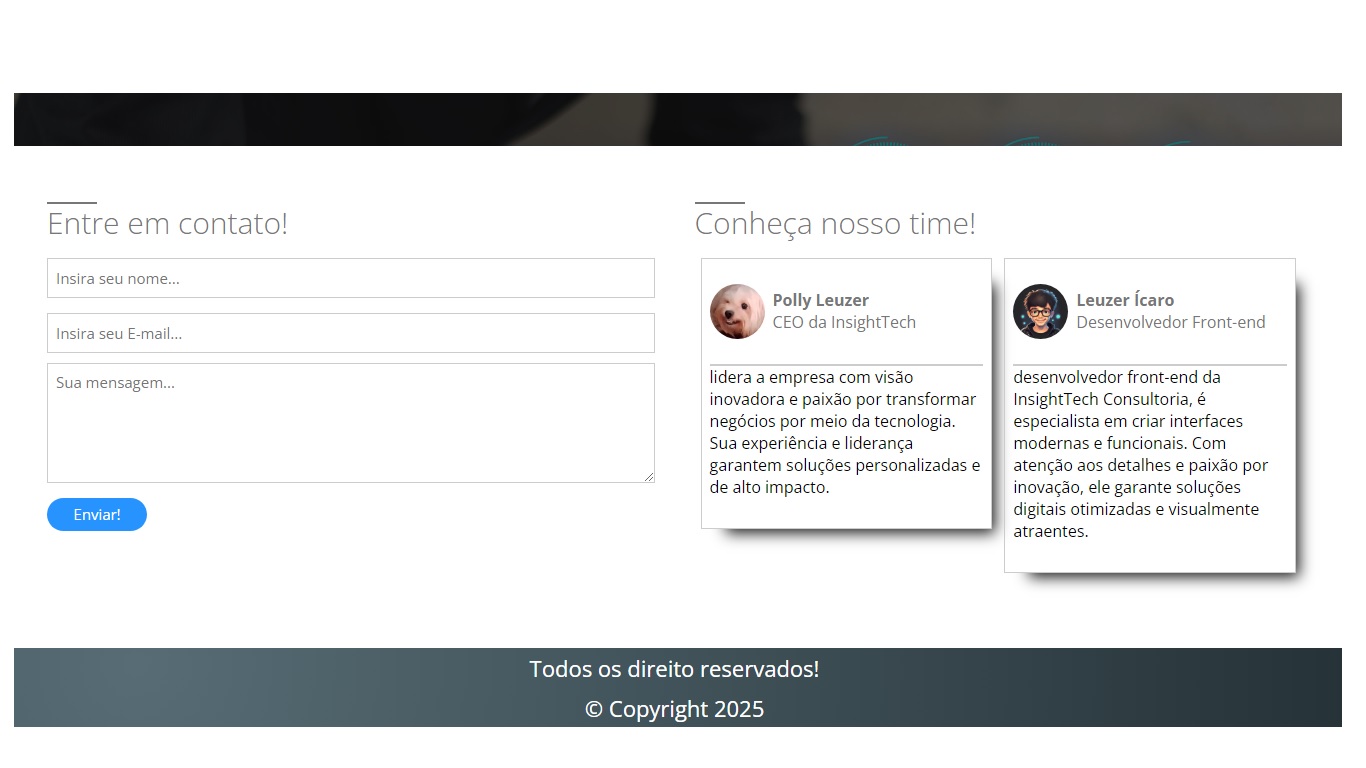 Entre em contato!
Insira seu nome...
Insira seu E-mail...
Sua mensagem...
Enviar!
Conheça nosso time!
Polly Leuzer
CEO da InsightTech
lidera a empresa com visão
inovadora e paixão por transformar
negócios por meio da tecnologia.
Sua experiência e liderança
garantem soluções personalizadas e
de alto impacto.
Leuzer Ícaro
Desenvolvedor Front-end
desenvolvedor front-end da
InsightTech Consultoria, é
especialista em criar interfaces
modernas e funcionais. Com
atenção aos detalhes e paixão por
inovação, ele garante soluções
digitais otimizadas e visualmente
atraentes.
Todos os direito reservados!
© Copyright 2025